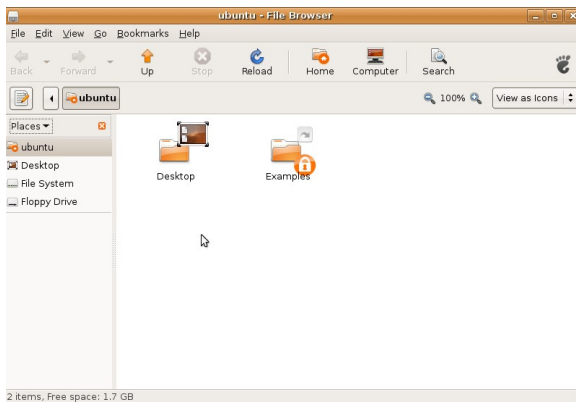 ubuntu - File Browser
File Edit View Go Bookmarks Help
Back Forward Up Stop Reload Home Computer Search
ubuntu 100% View as Icons
Places
ubuntu
Desktop
File System
Floppy Drive
Desktop Examples
2 items, Free space: 1.7 GB